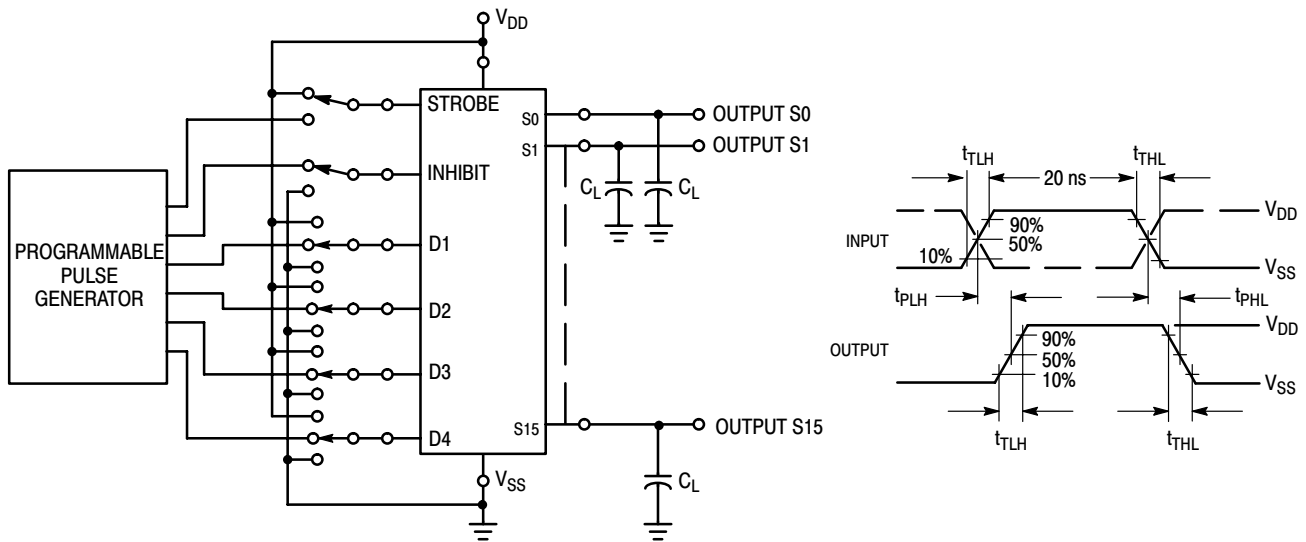 VDD
STROBE
S0
OUTPUT S0
S1
OUTPUT S1
INHIBIT
CL
CL
D1
PROGRAMMABLE
PULSE
GENERATOR
D2
D3
D4
S15
OUTPUT S15
VSS
CL
tTLH
tTHL
20 ns
VDD
90%
INPUT
50%
10%
VSS
tPLH
tPHL
VDD
90%
OUTPUT
50%
10%
VSS
tTLH
tTHL